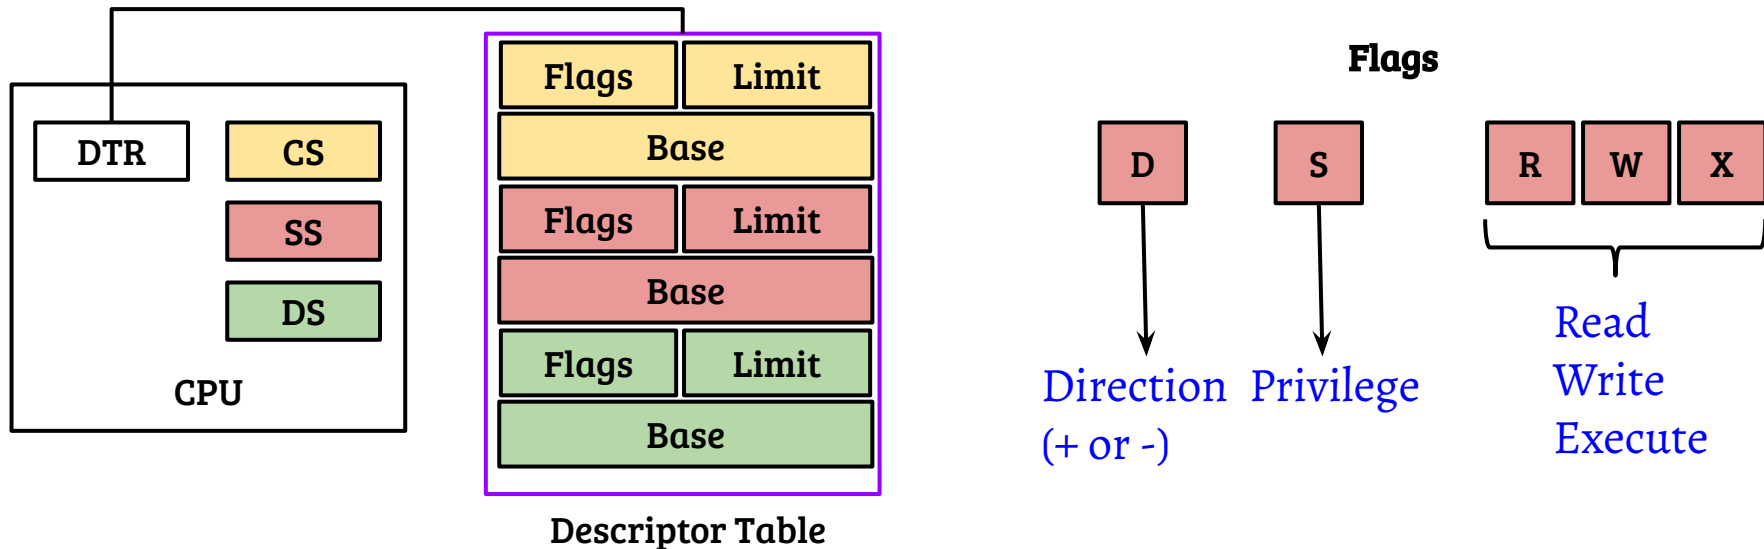 DTR
CS
SS
DS
CPU
Flags Limit
Base
Flags Limit
Base
Flags Limit
Base
Descriptor Table
Flags
D S R W X
Direction
(+ or -)
Privilege
Read
Write
Execute